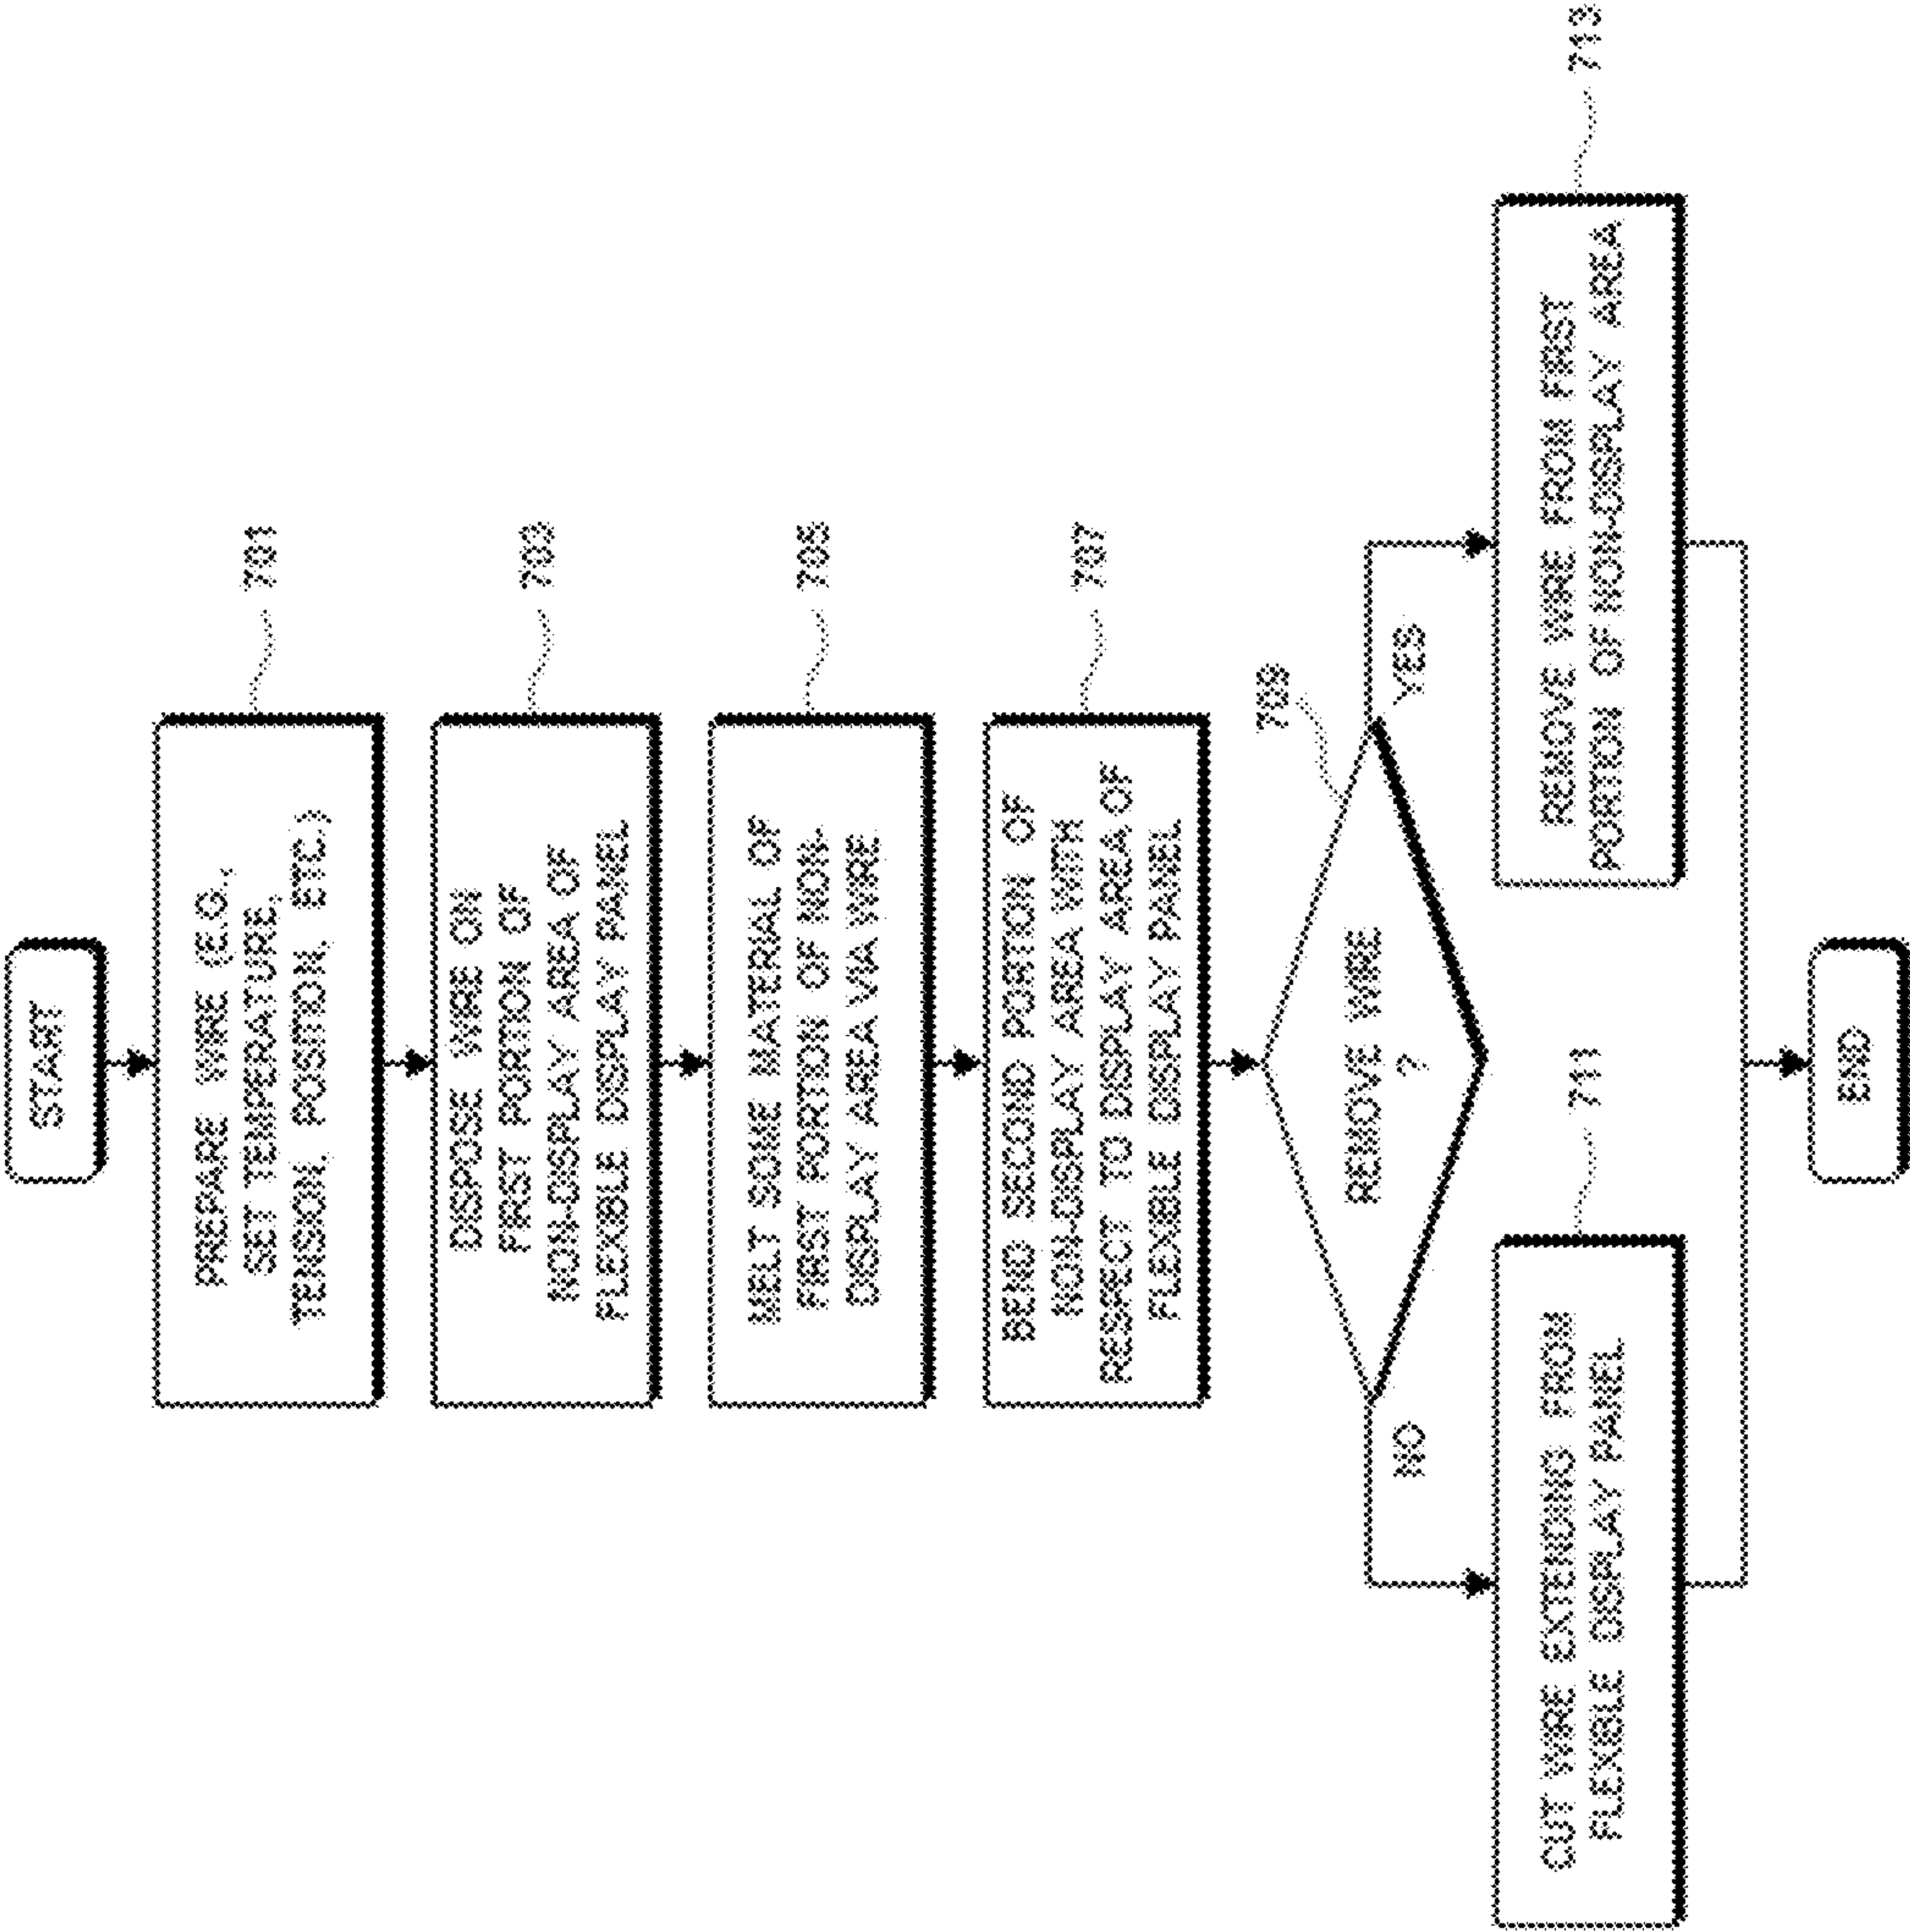 START
PREPARE WIRE (E.G.,
SET TEMPERATURE,
TENSION, POSITION, ETC.)
701
DISPOSE WIRE ON
FIRST PORTION OF
NON-DISPLAY AREA OF
FLEXIBLE DISPLAY PANEL
703
MELT SOME MATERIAL OF
FIRST PORTION OF NON-
DISPLAY AREA VIA WIRE
705
BEND SECOND PORTION OF
NON-DISPLAY AREA WITH
RESPECT TO DISPLAY AREA OF
FLEXIBLE DISPLAY PANEL
707
REMOVE WIRE
?
709
NO
YES
CUT WIRE EXTENDING FROM
FLEXIBLE DISPLAY PANEL
711
REMOVE WIRE FROM FIRST
PORTION OF NON-DISPLAY AREA
713
END